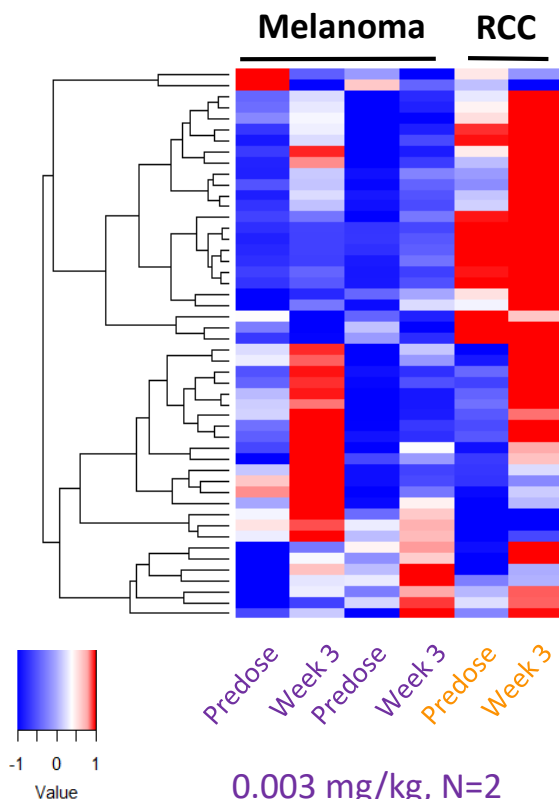 Melanoma RCC
Predose Week 3 Predose Week 3 Predose Week 3
-1 0 1
Value
0.003 mg/kg, N=2